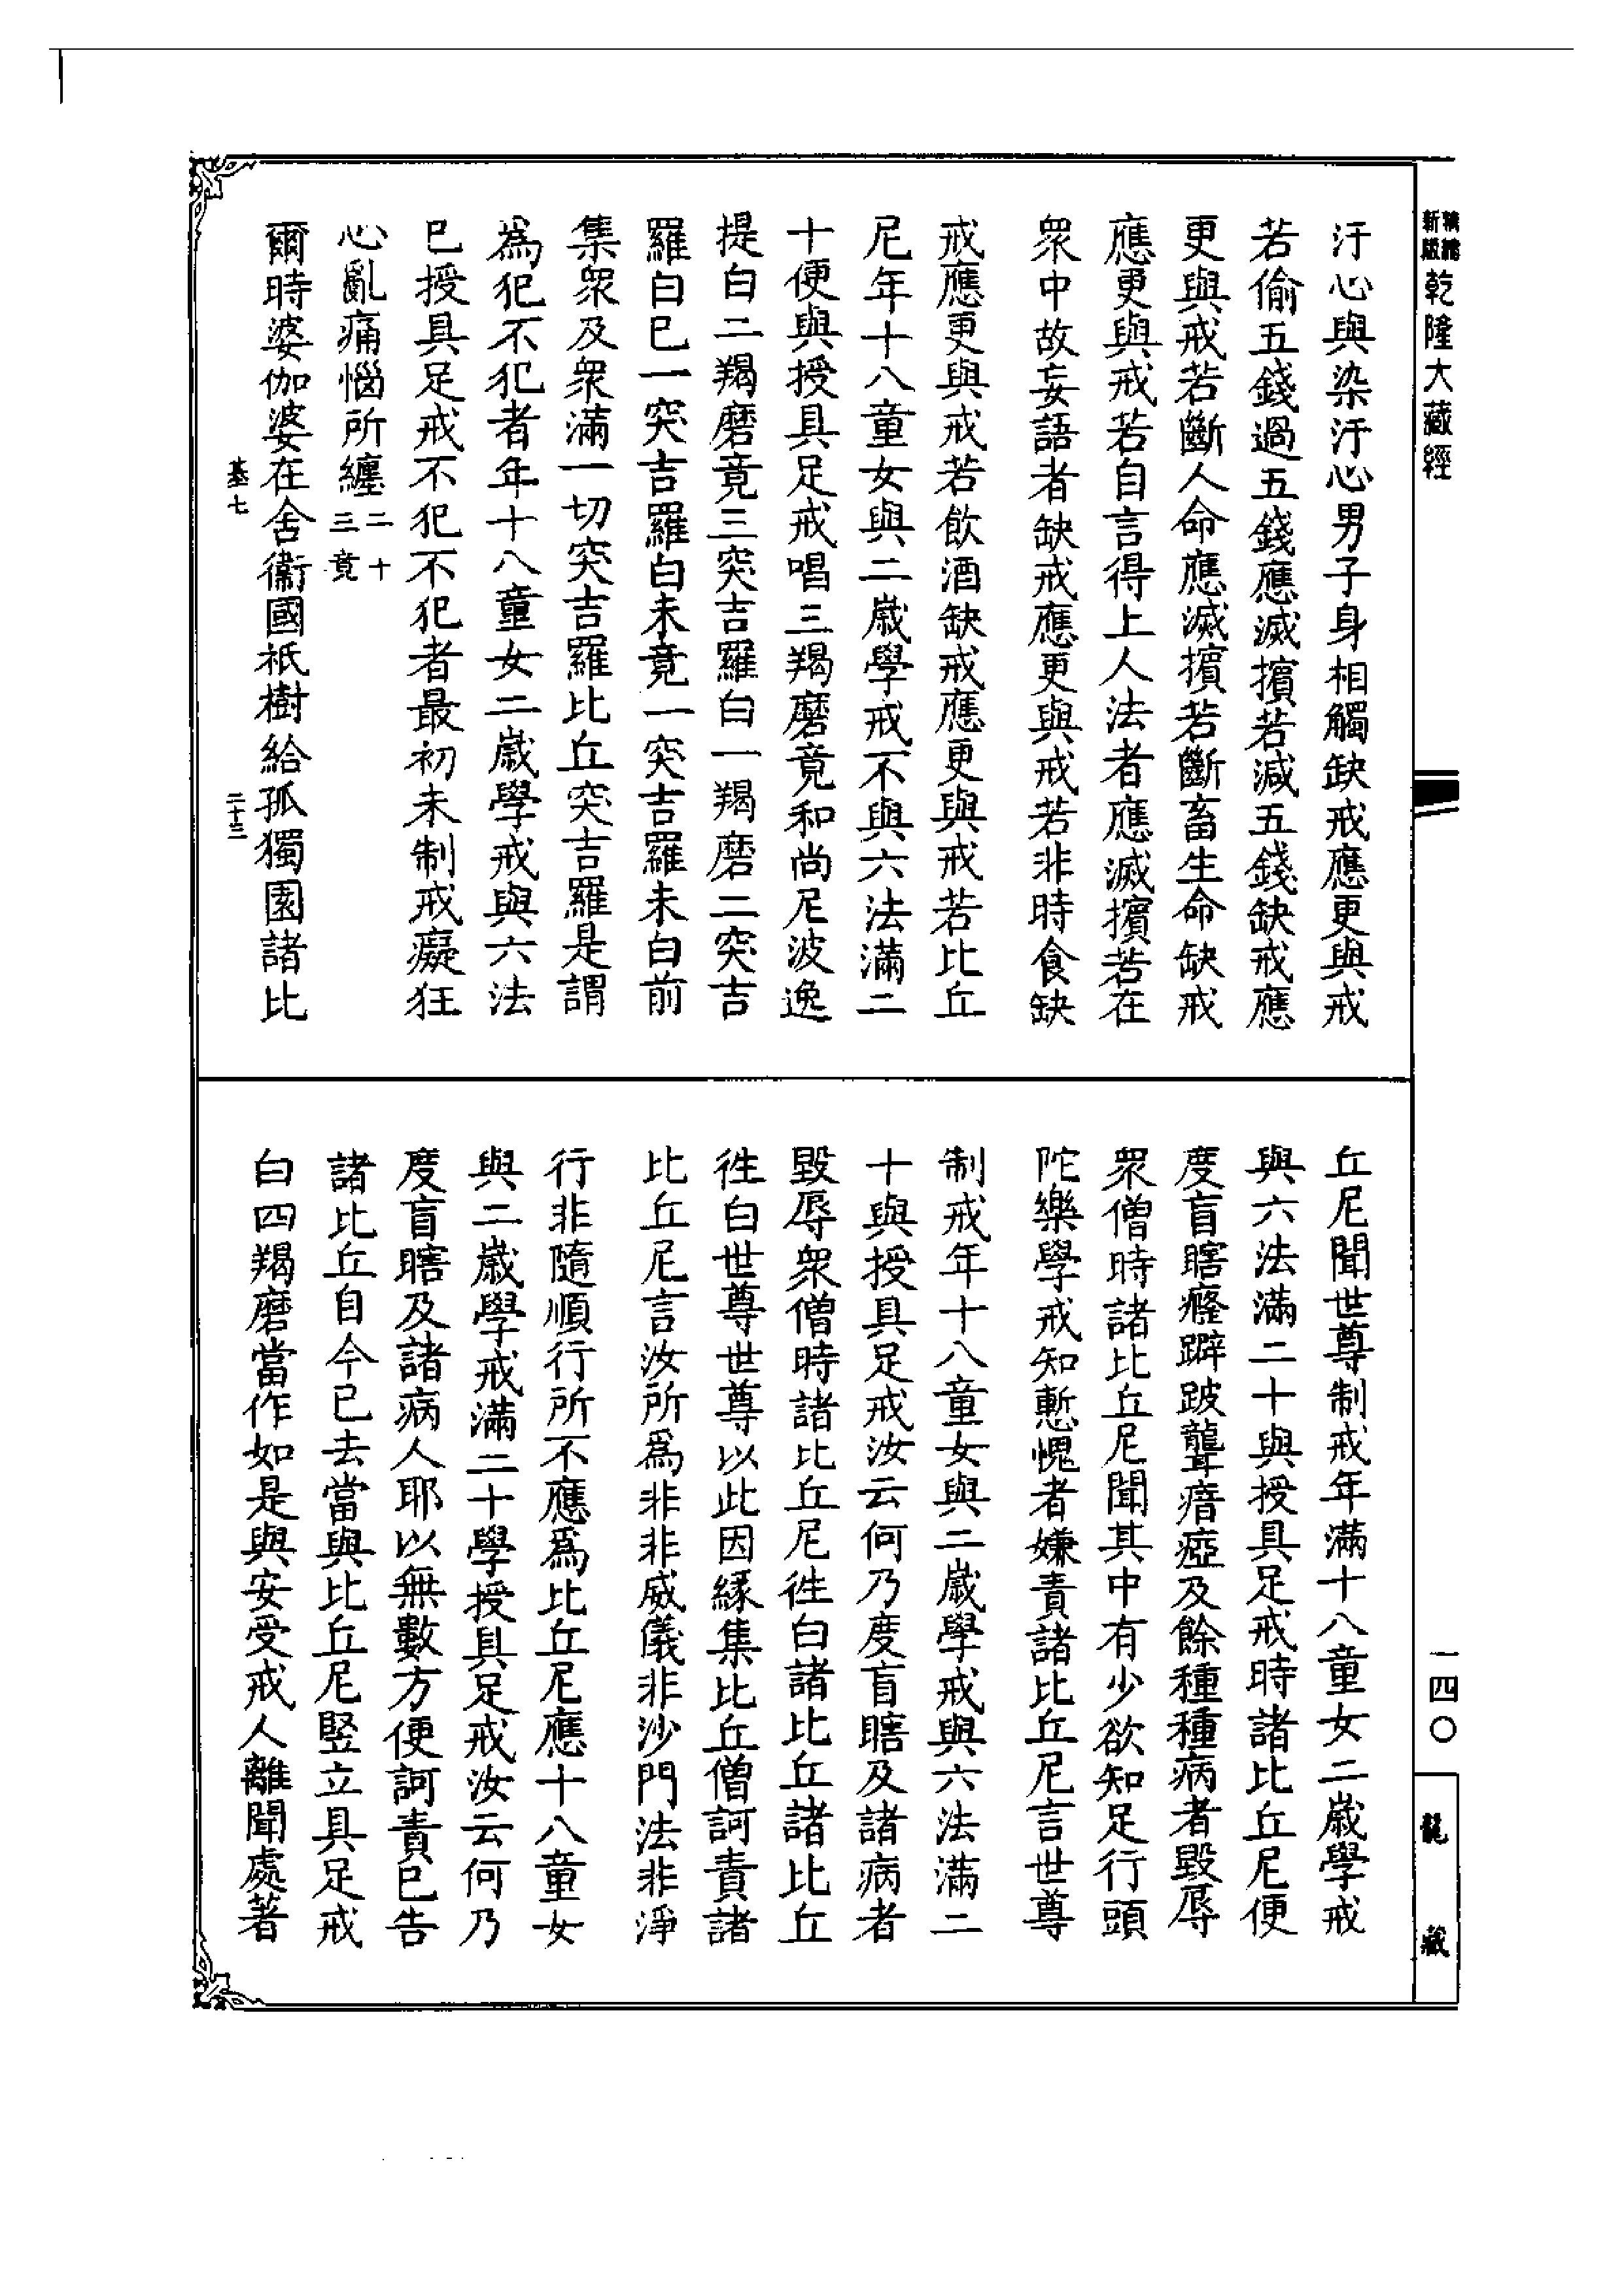 精繕
新版
乾隆大藏經
汙心與染汙心男子身相觸缺戒應更與戒
若偷五錢過五錢應滅擯若減五錢缺戒應
更與戒若斷人命應滅擯若斷畜生命缺戒
應更與戒若自言得上人法者應滅擯若在
眾中故妄語者缺戒應更與戒若非時食缺
戒應更與戒若飲酒缺戒應更與戒若比丘
尼年十八童女與二歲學戒不與六法滿二
十便與授具足戒唱三羯磨竟和尚尼波逸
提白二羯磨竟三突吉羅白一羯磨二突吉
羅白已一突吉羅白未竟一突吉羅未白前
集眾及眾滿一切突吉羅比丘突吉羅是謂
為犯不犯者年十八童女二歲學戒與六法
已授具足戒不犯不犯者最初未制戒癡狂
心亂痛惱所纏二十
三竟
爾時婆伽婆在舍衞國祇樹給孤獨園諸比
基七
二十三
丘尼聞世尊制戒年滿十八童女二歲學戒
與六法滿二十與授具足戒時諸比丘尼便
度盲瞎癃躃跛聾瘖瘂及餘種種病者毀辱
眾僧時諸比丘尼聞其中有少欲知足行頭
陀樂學戒知慙愧者嫌責諸比丘尼言世尊
制戒年十八童女與二歲學戒與六法滿二
十與授具足戒汝云何乃度盲瞎及諸病者
毀辱眾僧時諸比丘尼徃白諸比丘諸比丘
徃白世尊世尊以此因緣集比丘僧訶責諸
比丘尼言汝所為非非威儀非沙門法非淨
行非隨順行所不應為比丘尼應十八童女
與二歲學戒滿二十學授具足戒汝云何乃
度盲瞎及諸病人耶以無數方便訶責已告
諸比丘自今已去當與比丘尼竪立具足戒
白四羯磨當作如是與安受戒人離聞處著
一四〇
龍藏